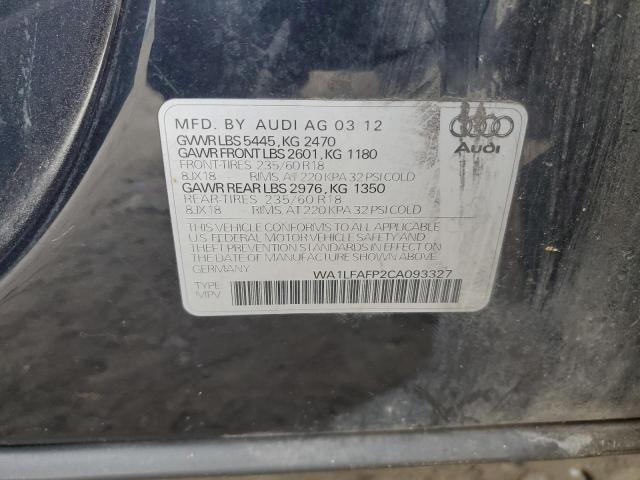 MFD. BY AUDI AG 03 12
GVWR LBS 5445, KG 2470
GAWR FRONT LBS 2601, KG 1180
FRONT-TIRES 235/60 R18
8JX18 RIMS, AT 220 KPA 32 PSI COLD
GAWR REAR LBS 2976, KG 1350
REAR-TIRES 235/60 R18
8JX18 RIMS, AT 220 KPA 32 PSI COLD
THIS VEHICLE CONFORMS TO ALL APPLICABLE
U.S. FEDERAL MOTOR VEHICLE SAFETY AND
THEFT PREVENTION STANDARDS IN EFFECT ON
THE DATE OF MANUFACTURE SHOWN ABOVE.
GERMANY WA1LFAFP2CA093327
TYPE
MPV
Audi